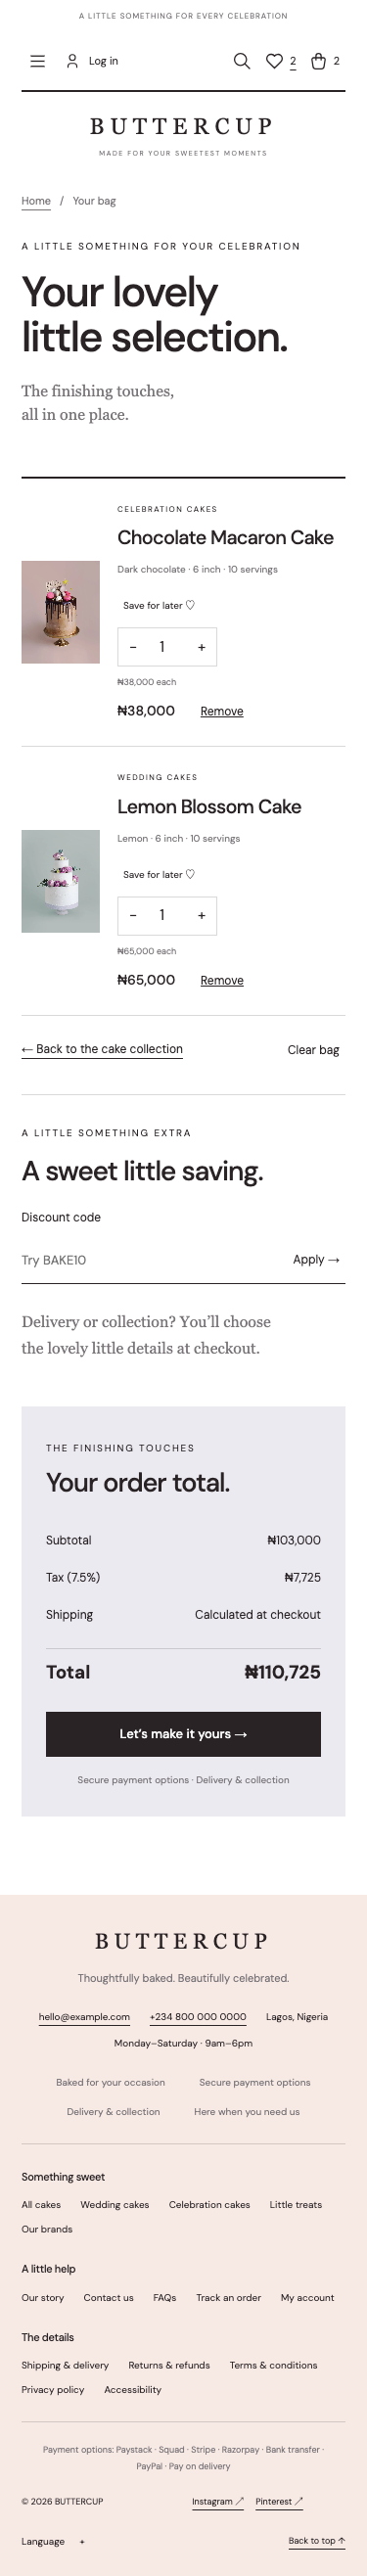 A LITTLE SOMETHING FOR EVERY CELEBRATION
Log in
2
2
BUTTERCUP
MADE FOR YOUR SWEETEST MOMENTS
Home / Your bag
A LITTLE SOMETHING FOR YOUR CELEBRATION
Your lovely
little selection.
The finishing touches,
all in one place.
CELEBRATION CAKES
Chocolate Macaron Cake
Dark chocolate · 6 inch · 10 servings
Save for later ♡
− 1 +
₦38,000 each
₦38,000 Remove
WEDDING CAKES
Lemon Blossom Cake
Lemon · 6 inch · 10 servings
Save for later ♡
− 1 +
₦65,000 each
₦65,000 Remove
← Back to the cake collection Clear bag
A LITTLE SOMETHING EXTRA
A sweet little saving.
Discount code
Try BAKE10 Apply →
Delivery or collection? You’ll choose
the lovely little details at checkout.
THE FINISHING TOUCHES
Your order total.
Subtotal ₦103,000
Tax (7.5%) ₦7,725
Shipping Calculated at checkout
Total ₦110,725
Let’s make it yours →
Secure payment options · Delivery & collection
BUTTERCUP
Thoughtfully baked. Beautifully celebrated.
hello@example.com +234 800 000 0000 Lagos, Nigeria
Monday–Saturday · 9am–6pm
Baked for your occasion Secure payment options
Delivery & collection Here when you need us
Something sweet
All cakes Wedding cakes Celebration cakes Little treats
Our brands
A little help
Our story Contact us FAQs Track an order My account
The details
Shipping & delivery Returns & refunds Terms & conditions
Privacy policy Accessibility
Payment options: Paystack · Squad · Stripe · Razorpay · Bank transfer ·
PayPal · Pay on delivery
© 2026 BUTTERCUP Instagram ↗ Pinterest ↗
Language + Back to top ↑